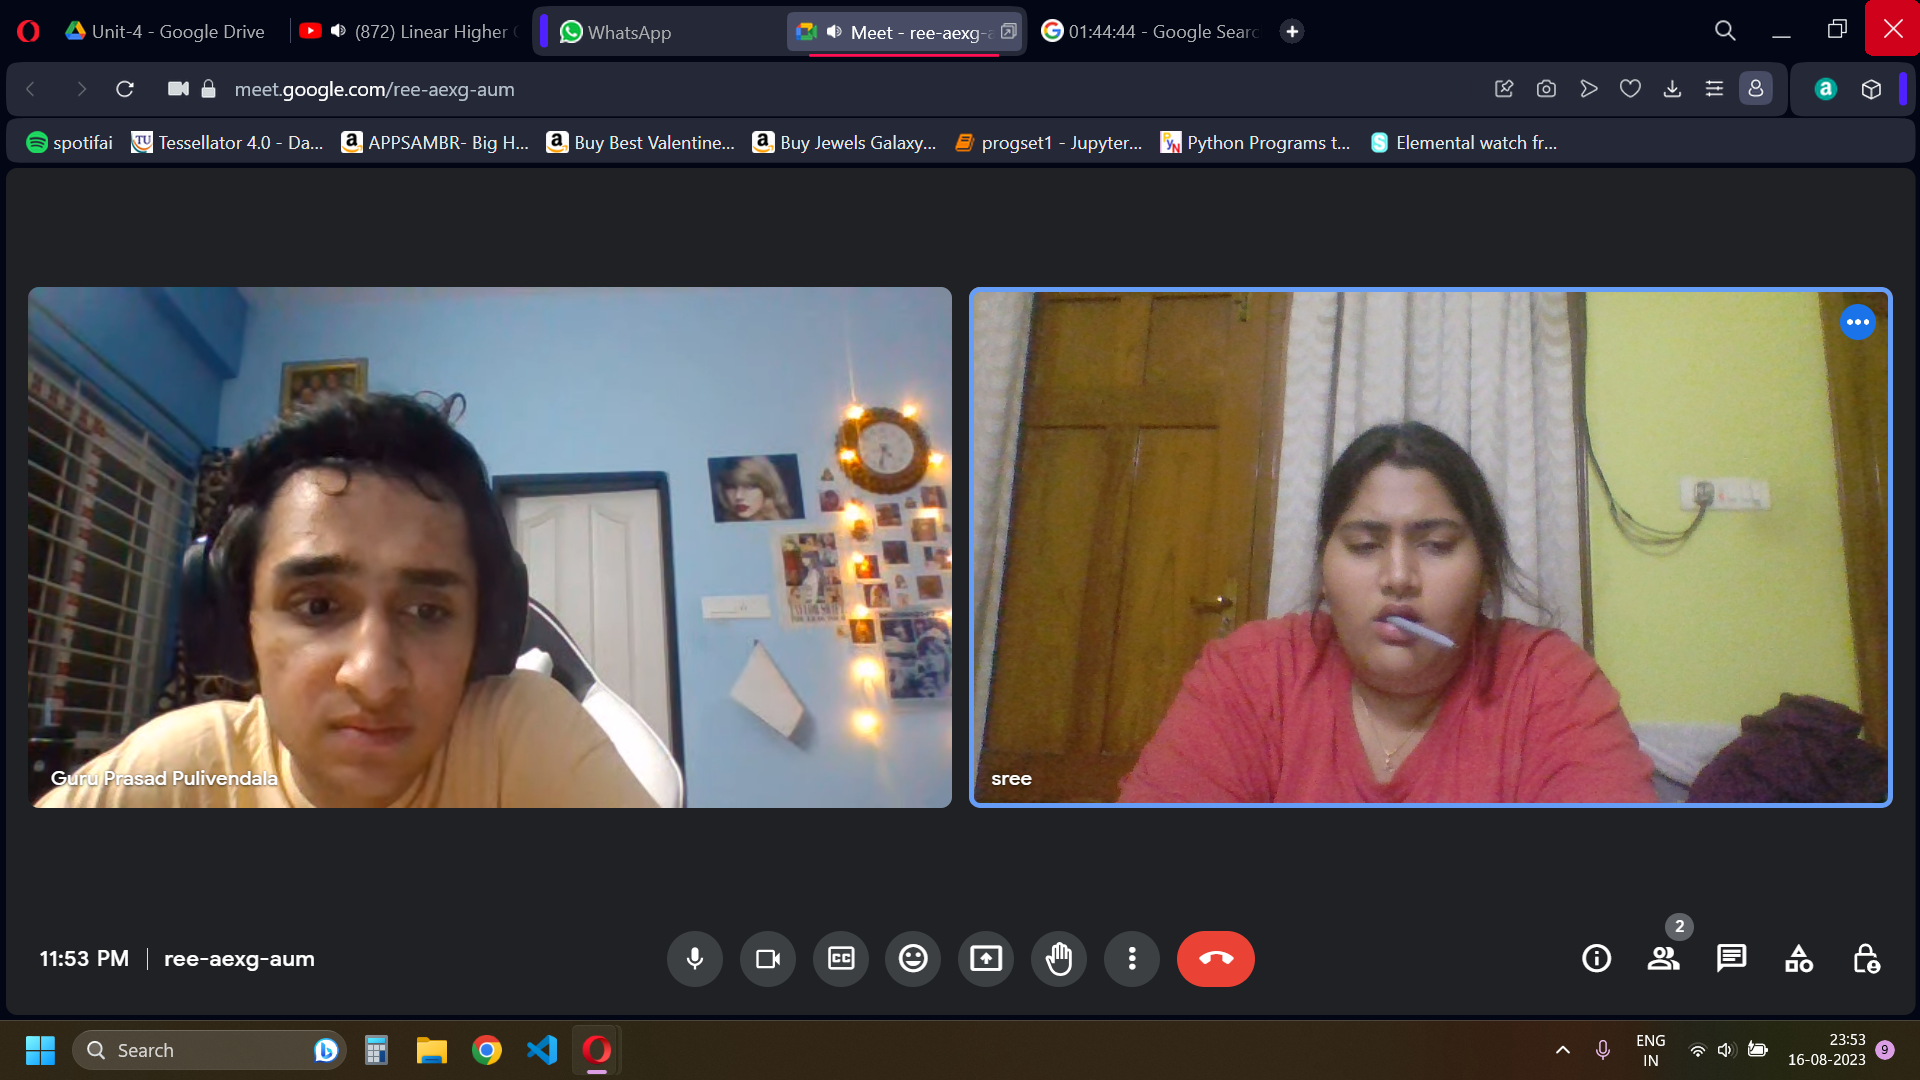 Unit-4 - Google Drive
(872) Linear Higher
WhatsApp
Meet - ree-aexg-a
01:44:44 - Google Searc
meet.google.com/ree-aexg-aum
a
spotifai
TU Tessellator 4.0 - Da...
APPSAMBR- Big H...
Buy Best Valentine...
Buy Jewels Galaxy...
progset1 - Jupyter...
Python Programs t...
Elemental watch fr...
Guru Prasad Pulivendala
sree
11:53 PM
ree-aexg-aum
CC
2
Search
ENG
IN
23:53
16-08-2023
9